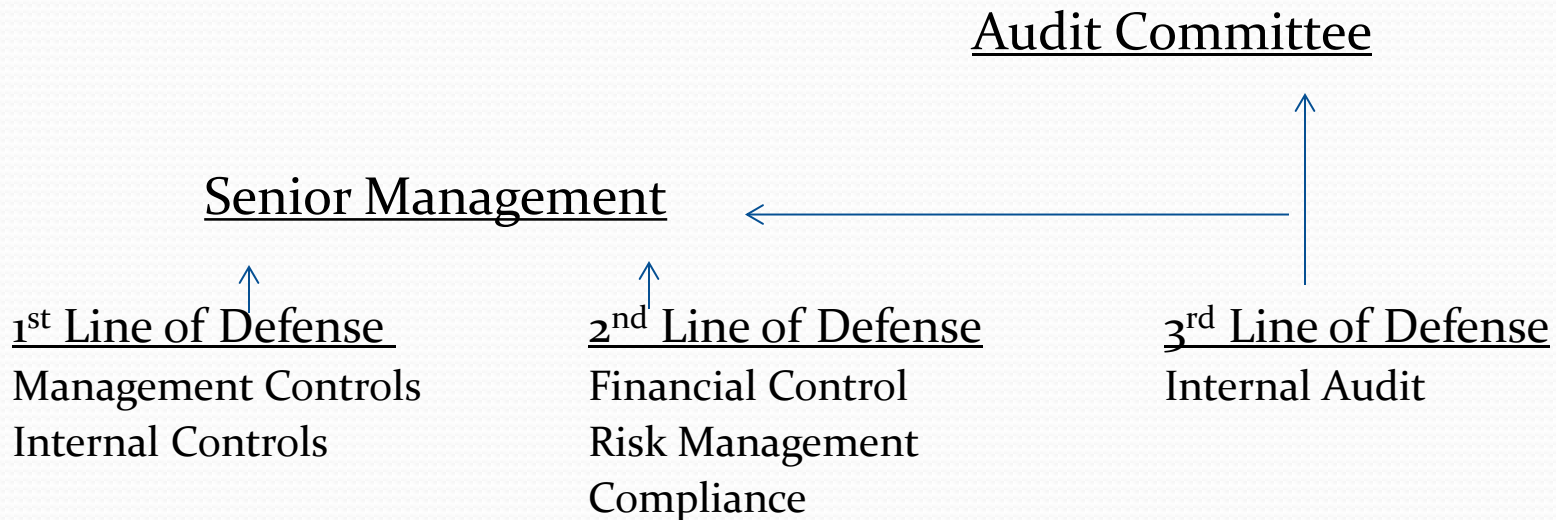 Audit Committee
Senior Management
1st Line of Defense
Management Controls
Internal Controls
2nd Line of Defense
Financial Control
Risk Management
Compliance
3rd Line of Defense
Internal Audit